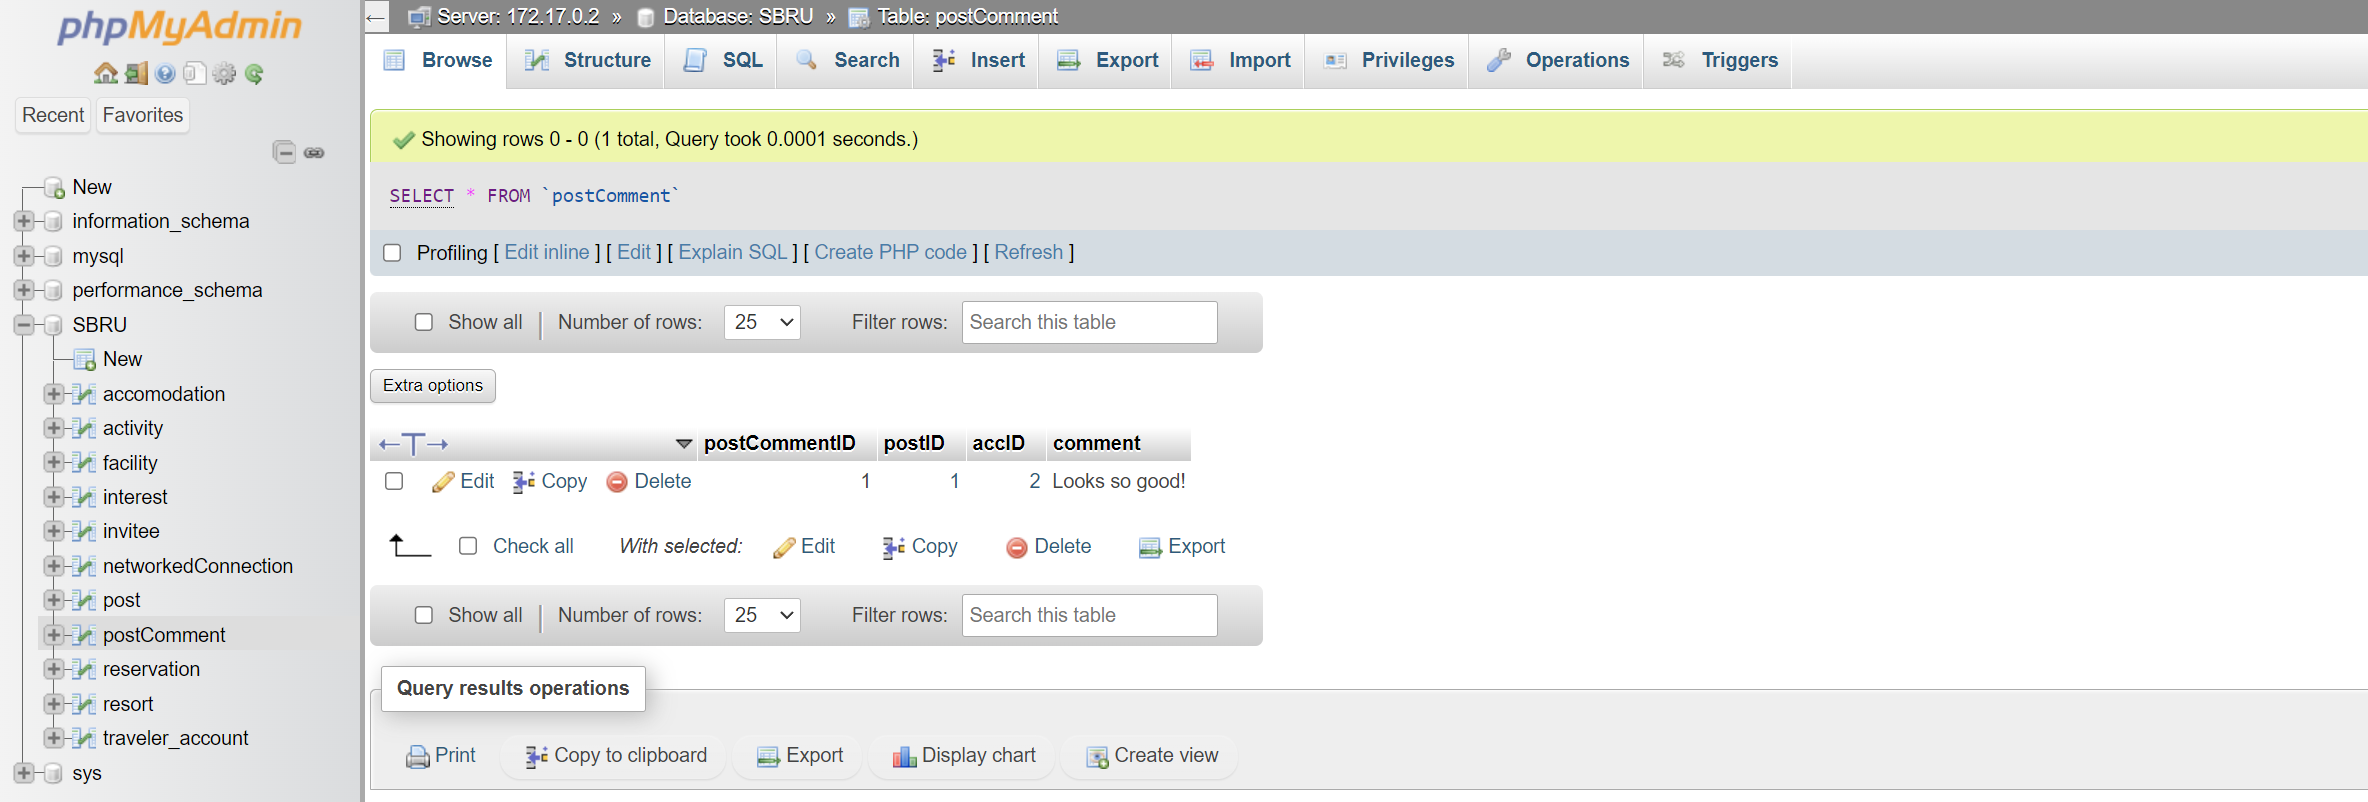 phpMyAdmin
Recent Favorites
New
information_schema
mysql
performance_schema
SBRU
New
accomodation
activity
facility
interest
invitee
networkedConnection
post
postComment
reservation
resort
traveler_account
sys
Server: 172.17.0.2 » Database: SBRU » Table: postComment
Browse Structure SQL Search Insert Export Import Privileges Operations Triggers
Showing rows 0 - 0 (1 total, Query took 0.0001 seconds.)
SELECT * FROM `postComment`
Profiling [ Edit inline ] [ Edit ] [ Explain SQL ] [ Create PHP code ] [ Refresh ]
Show all | Number of rows: 25 Filter rows: Search this table
Extra options
←T→ postCommentID postID accID comment
Edit Copy Delete 1 1 2 Looks so good!
Check all With selected: Edit Copy Delete Export
Show all | Number of rows: 25 Filter rows: Search this table
Query results operations
Print Copy to clipboard Export Display chart Create view